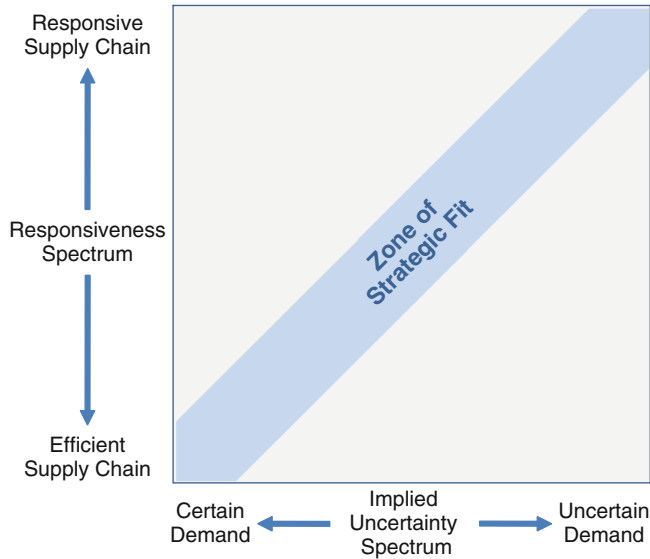 Responsive
Supply Chain
Responsiveness
Spectrum
Efficient
Supply Chain
Zone of
Strategic Fit
Certain
Demand
Implied
Uncertainty
Spectrum
Uncertain
Demand